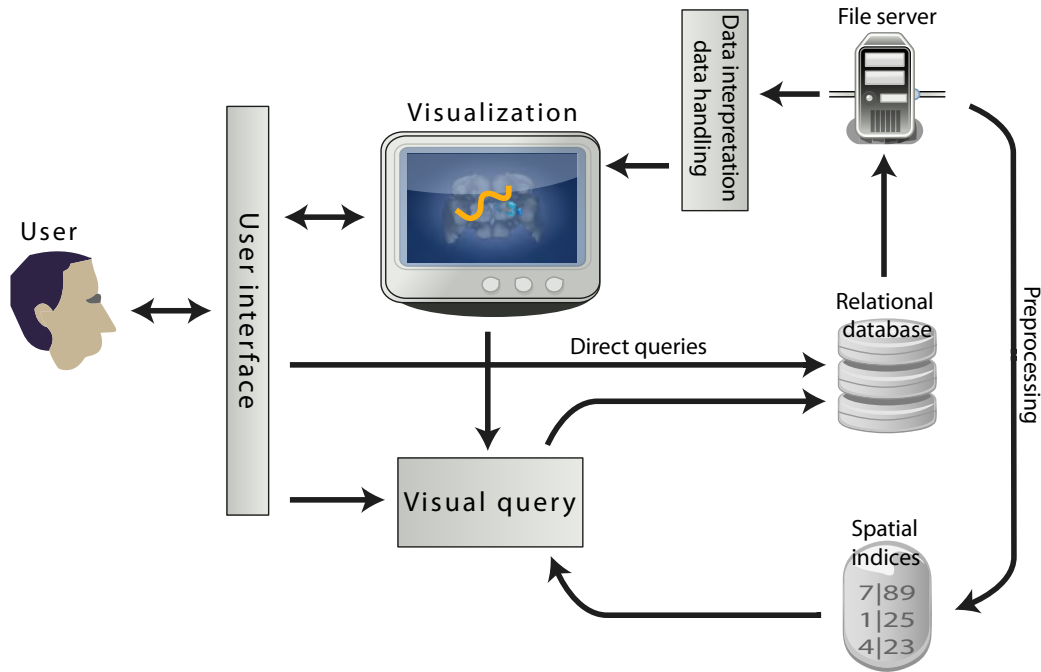 File server
Data interpretation
data handling
Visualization
User
User interface
Relational
database
Direct queries
Preprocessing
Visual query
Spatial
indices
7|89
1|25
4|23